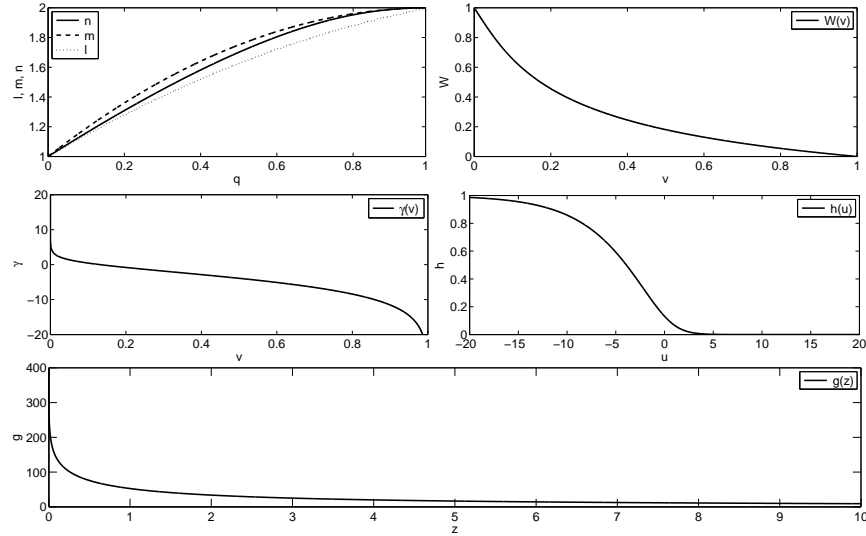 2
1.8
1.6
1.4
1.2
1
0 0.2 0.4 0.6 0.8 1
l, m, n
q
n
m
l
1
0.8
0.6
0.4
0.2
0
0 0.2 0.4 0.6 0.8 1
W
v
W(v)
20
10
0
−10
−20
0 0.2 0.4 0.6 0.8 1
γ
v
γ(v)
1
0.8
0.6
0.4
0.2
0
−20 −15 −10 −5 0 5 10 15 20
h
u
h(u)
400
300
200
100
0
0 1 2 3 4 5 6 7 8 9 10
g
z
g(z)